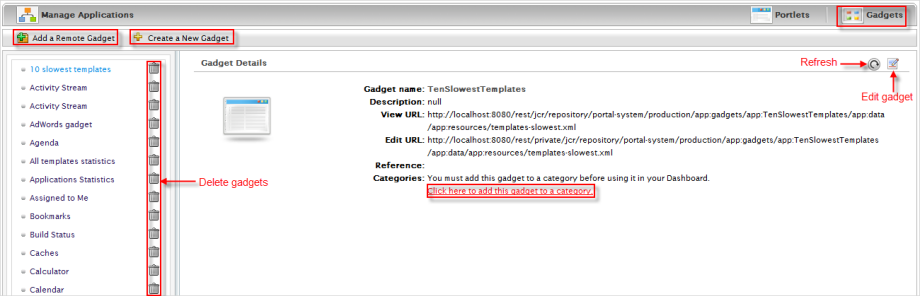 Manage Applications
Portlets
Gadgets
Add a Remote Gadget
Create a New Gadget
10 slowest templates
Activity Stream
Activity Stream
AdWords gadget
Agenda
All templates statistics
Applications Statistics
Assigned to Me
Bookmarks
Build Status
Caches
Calculator
Calendar
Delete gadgets
Gadget Details
Refresh
Edit gadget
Gadget name: TenSlowestTemplates
Description: null
View URL: http://localhost:8080/rest/jcr/repository/portal-system/production/app:gadgets/app:TenSlowestTemplates/app:data
/app:resources/templates-slowest.xml
Edit URL: http://localhost:8080/rest/private/jcr/repository/portal-system/production/app:gadgets/app:TenSlowestTemplates
/app:data/app:resources/templates-slowest.xml
Reference:
Categories: You must add this gadget to a category before using it in your Dashboard.
Click here to add this gadget to a category.